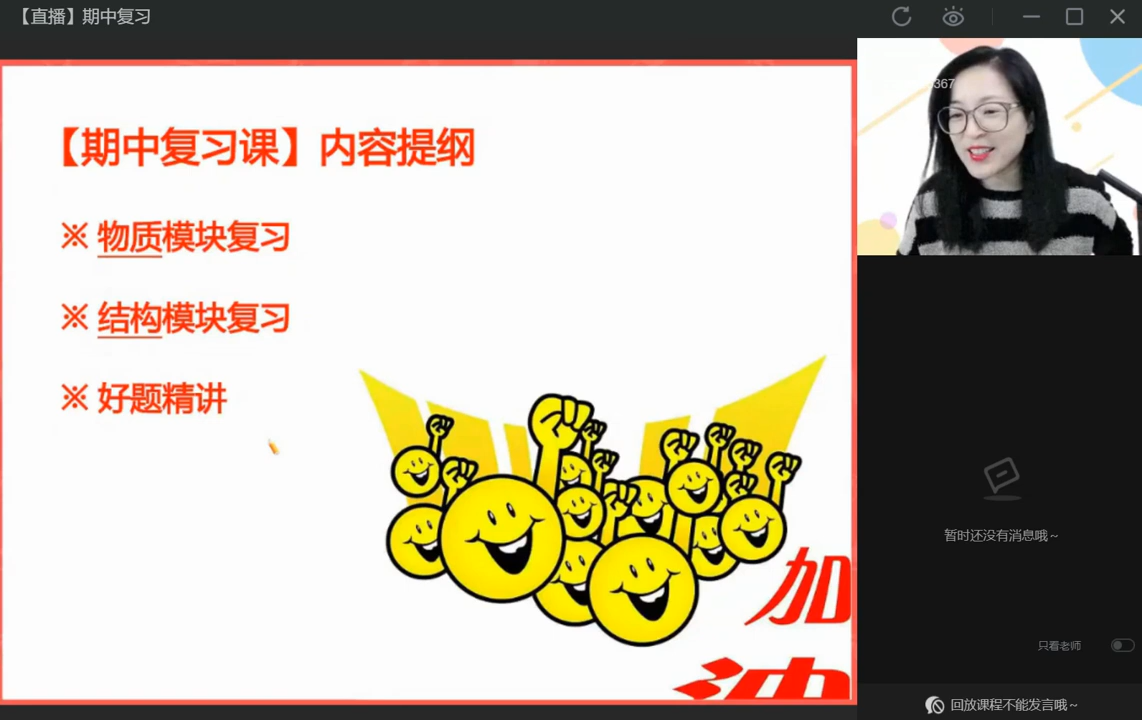 【直播】期中复习
【期中复习课】内容提纲
※ 物质模块复习
※ 结构模块复习
※ 好题精讲
加
367
暂时还没有消息哦~
只看老师
回放课程不能发言哦~